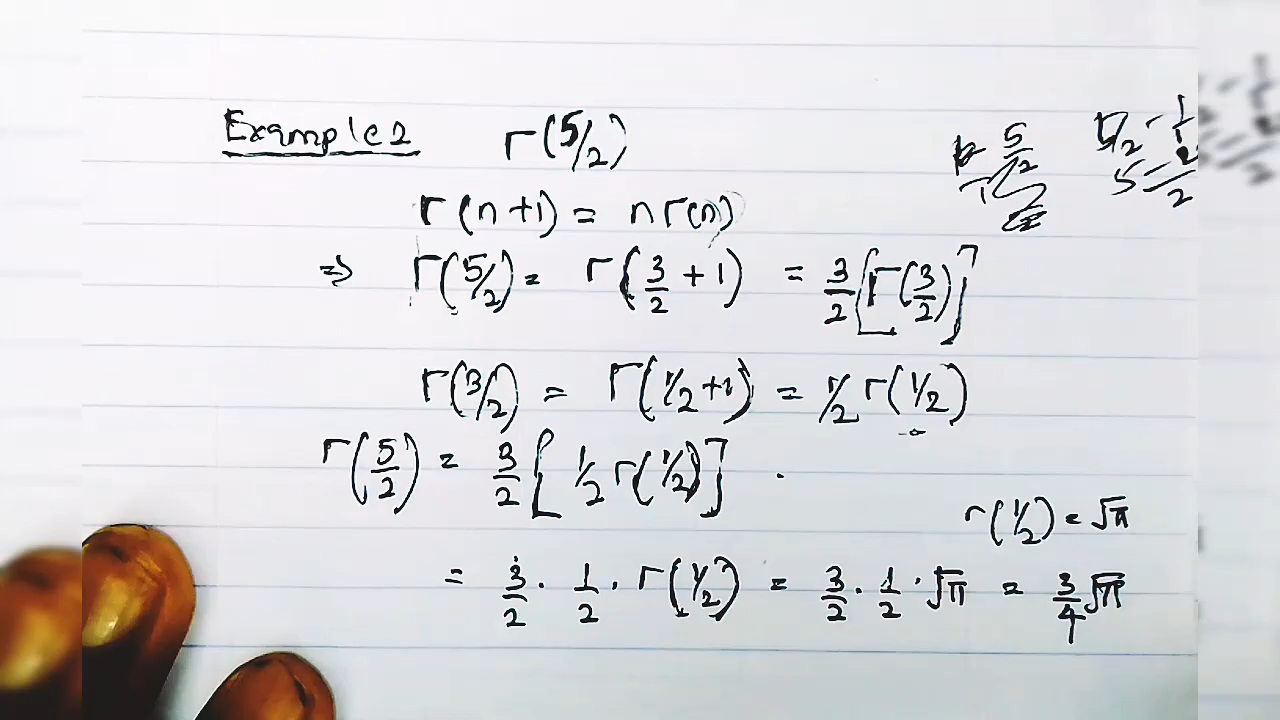 Example 2 Γ(5/2)
Γ(n+1) = nΓ(n)
⇒ Γ(5/2) = Γ(3/2 + 1) = 3/2[Γ(3/2)]
Γ(3/2) = Γ(1/2+1) = 1/2 Γ(1/2)
Γ(5/2) = 3/2[1/2 Γ(1/2)]
Γ(1/2) = √π
= 3/2 · 1/2 · Γ(1/2) = 3/2 · 1/2 · √π = 3/4 √π